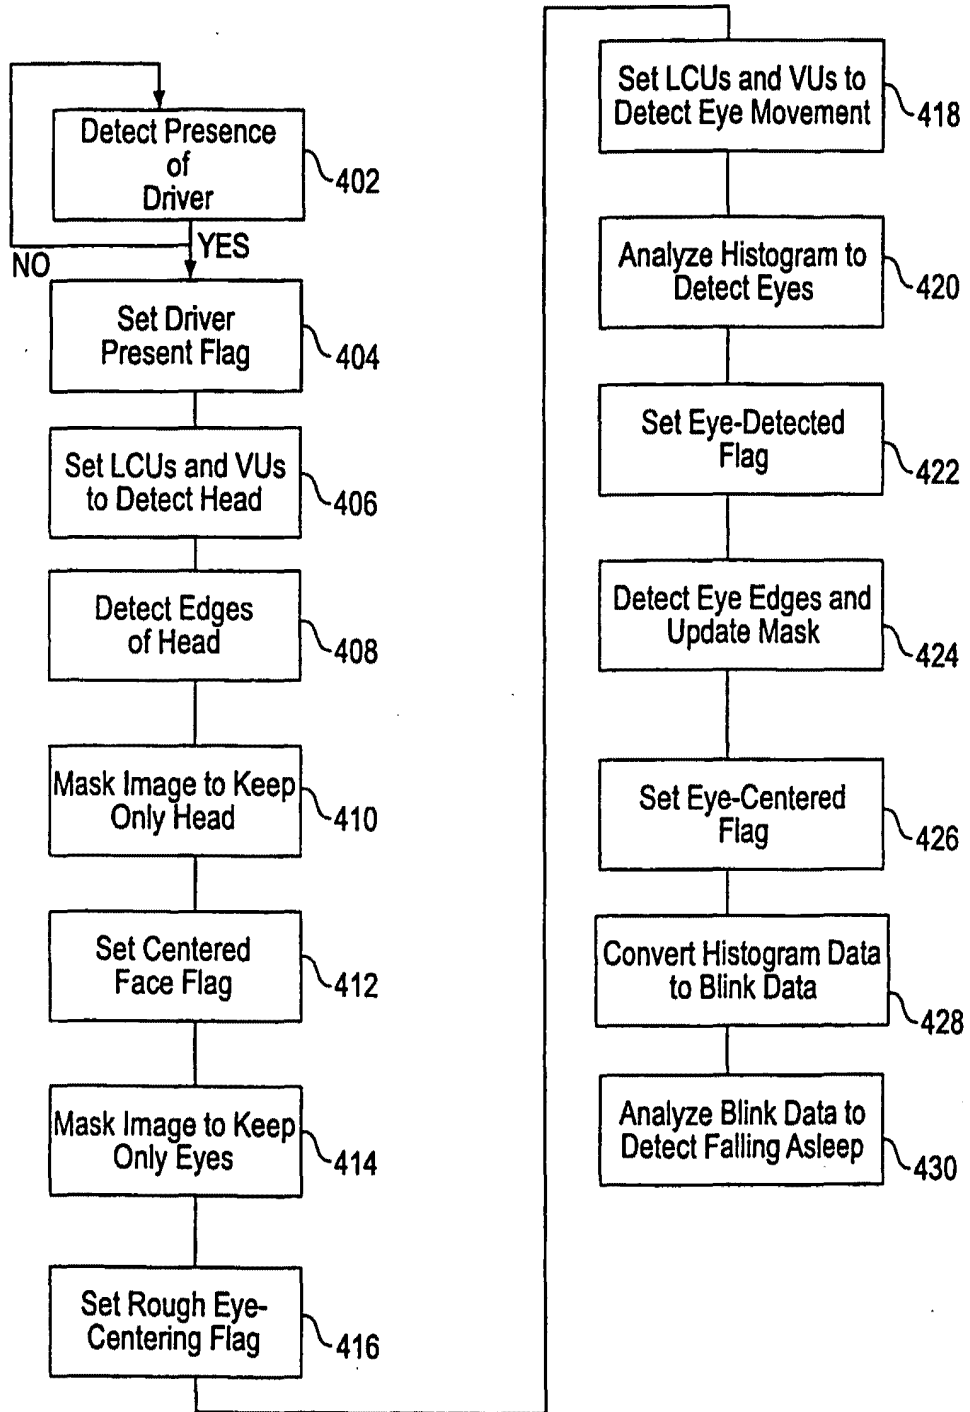 Detect Presence
of
Driver
402
NO
YES
Set Driver
Present Flag
404
Set LCUs and VUs
to Detect Head
406
Detect Edges
of Head
408
Mask Image to Keep
Only Head
410
Set Centered
Face Flag
412
Mask Image to Keep
Only Eyes
414
Set Rough Eye-
Centering Flag
416
Set LCUs and VUs to
Detect Eye Movement
418
Analyze Histogram to
Detect Eyes
420
Set Eye-Detected
Flag
422
Detect Eye Edges and
Update Mask
424
Set Eye-Centered
Flag
426
Convert Histogram Data
to Blink Data
428
Analyze Blink Data to
Detect Falling Asleep
430